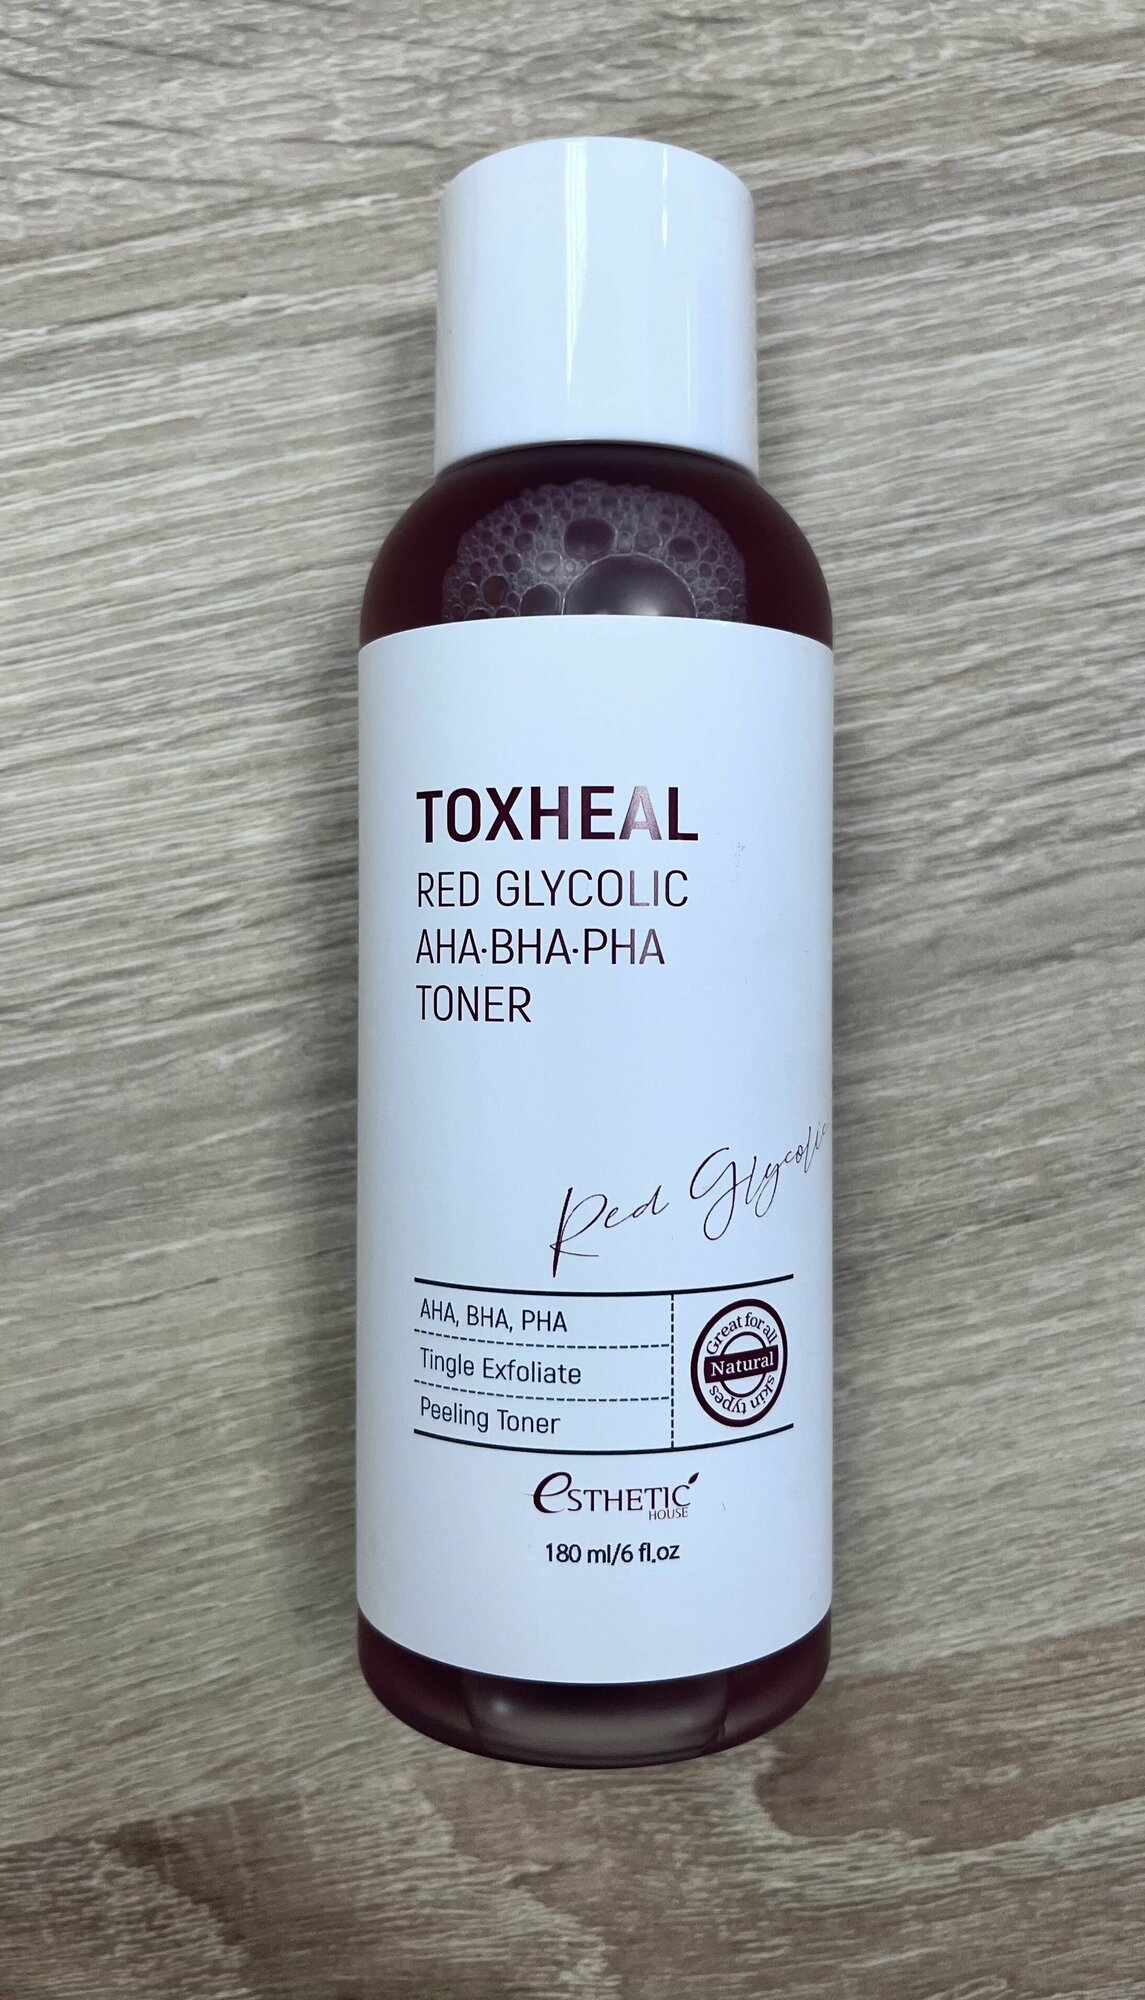 TOXHEAL
RED GLYCOLIC
AHA·BHA·PHA
TONER
Red Glycolic
AHA, BHA, PHA
Tingle Exfoliate
Peeling Toner
Great for all
Natural
skin types
eSTHETIC
HOUSE
180 ml/6 fl.oz